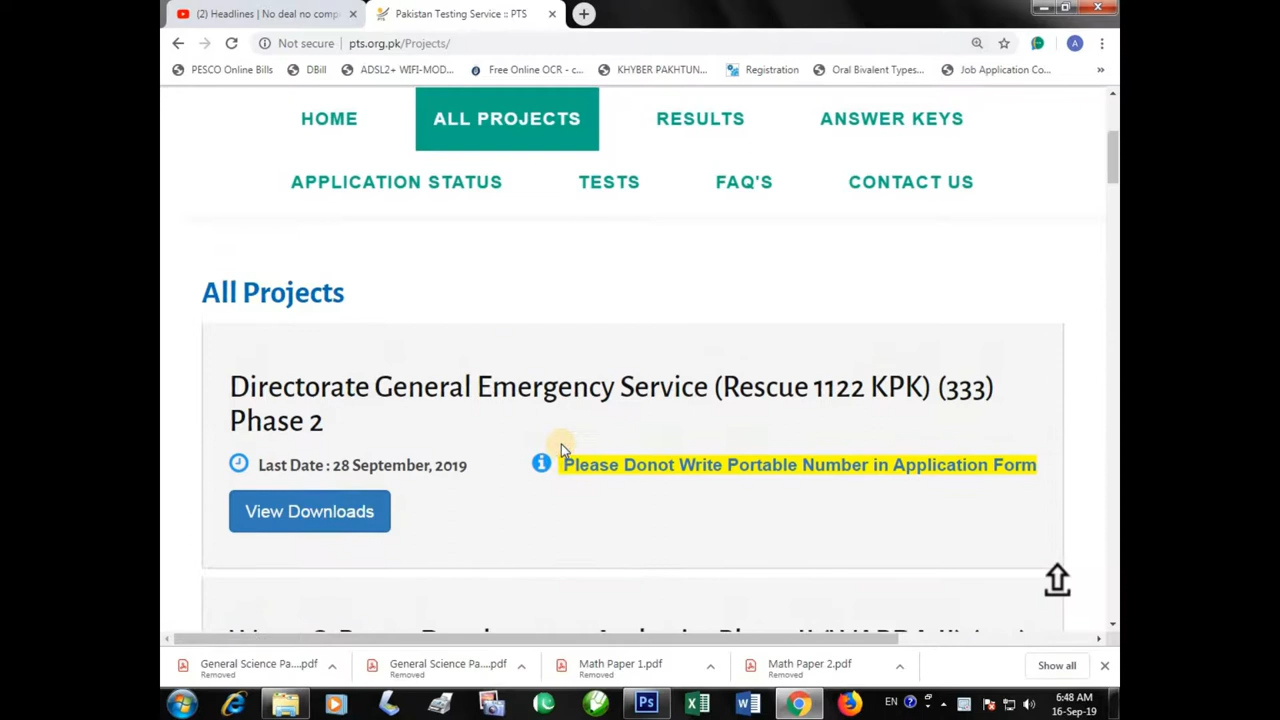 (2) Headlines | No deal no comp
Pakistan Testing Service :: PTS
Not secure
pts.org.pk/Projects/
A
PESCO Online Bills
DBill
ADSL2+ WIFI-MOD...
Free Online OCR - c...
KHYBER PAKHTUN...
Registration
Oral Bivalent Types...
Job Application Co...
»
HOME
ALL PROJECTS
RESULTS
ANSWER KEYS
APPLICATION STATUS
TESTS
FAQ'S
CONTACT US
All Projects
Directorate General Emergency Service (Rescue 1122 KPK) (333)
Phase 2
Last Date : 28 September, 2019
Please Donot Write Portable Number in Application Form
View Downloads
General Science Pa....pdf
Removed
General Science Pa....pdf
Removed
Math Paper 1.pdf
Removed
Math Paper 2.pdf
Removed
Show all
Ps
EN
6:48 AM
16-Sep-19